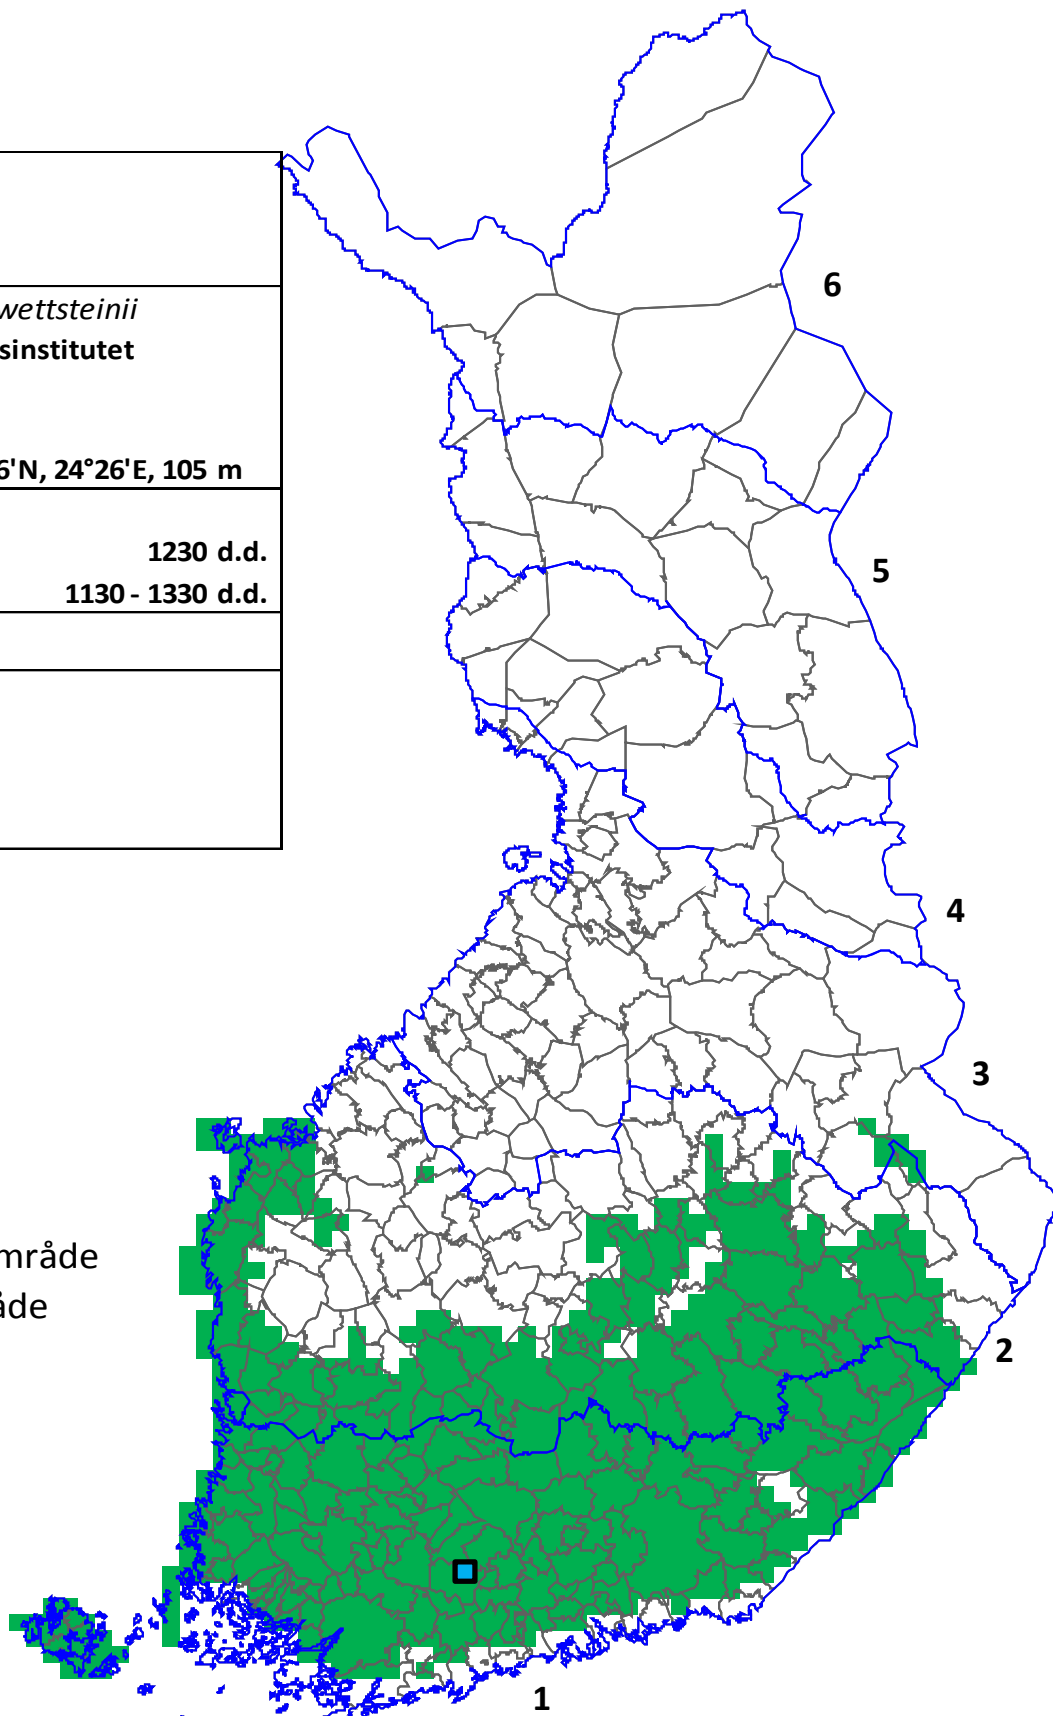 wettsteinii
sinstitutet
6'N, 24°26'E, 105 m
1230 d.d.
1130 - 1330 d.d.
6
5
4
3
område
åde
2
1